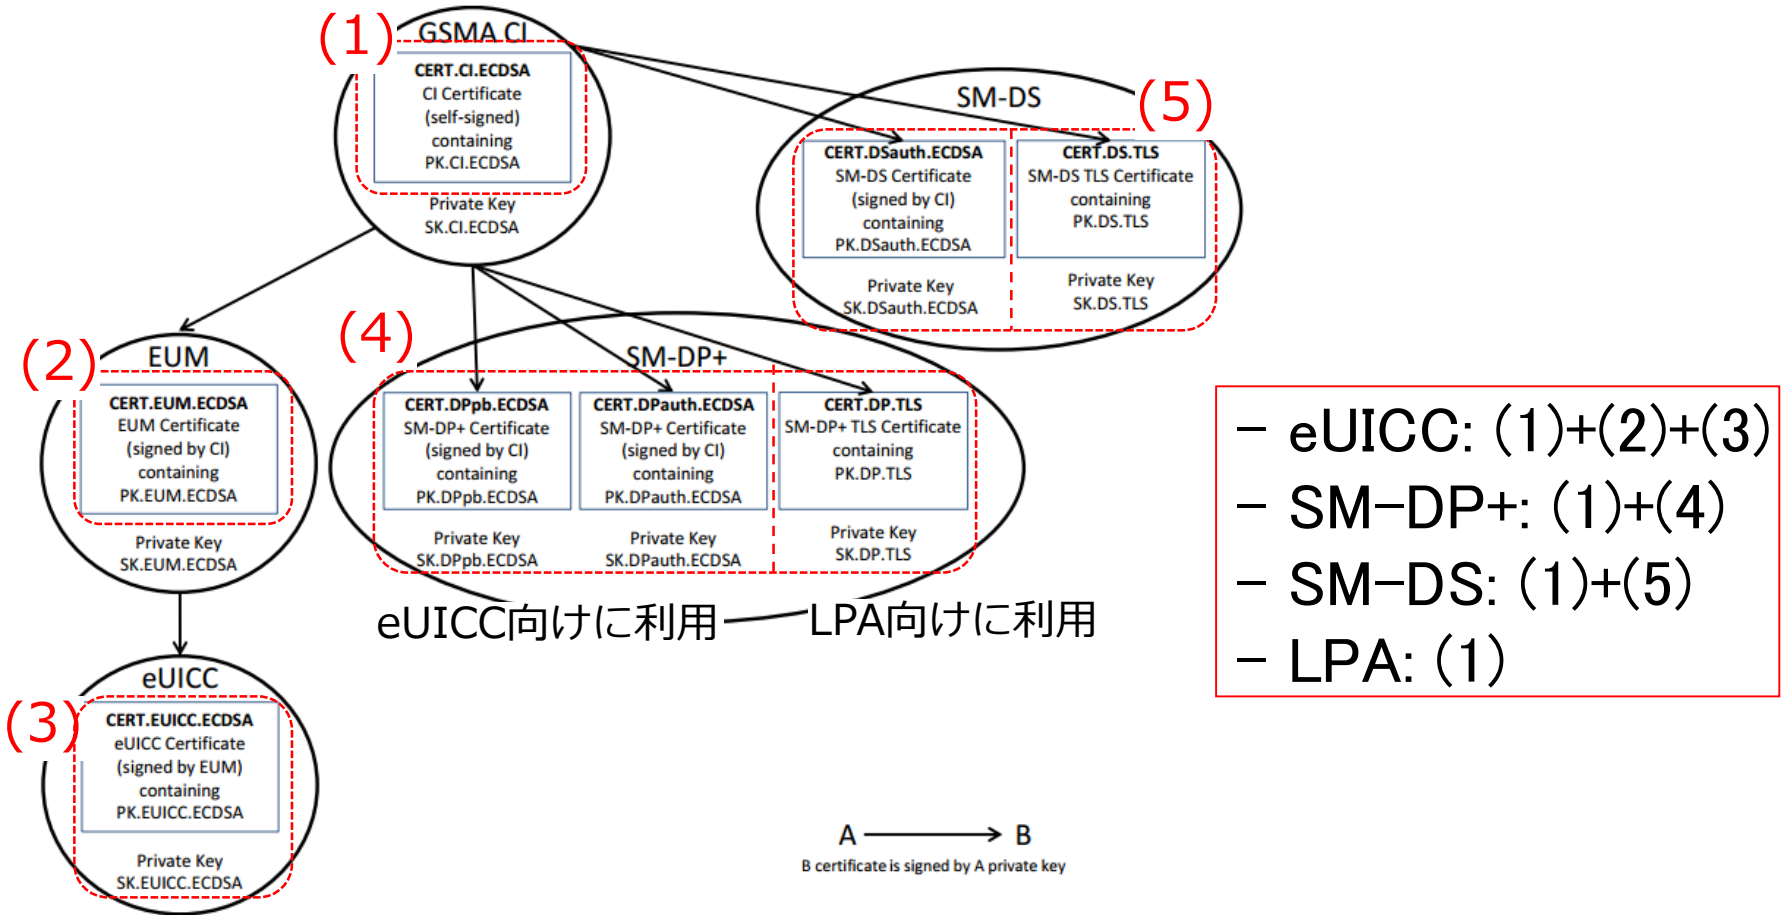 (1)
GSMA CI
CERT.CI.ECDSA
CI Certificate
(self-signed)
containing
PK.CI.ECDSA
Private Key
SK.CI.ECDSA
SM-DS
(5)
CERT.DSauth.ECDSA
SM-DS Certificate
(signed by CI)
containing
PK.DSauth.ECDSA
Private Key
SK.DSauth.ECDSA
CERT.DS.TLS
SM-DS TLS Certificate
containing
PK.DS.TLS
Private Key
SK.DS.TLS
(2)
EUM
CERT.EUM.ECDSA
EUM Certificate
(signed by CI)
containing
PK.EUM.ECDSA
Private Key
SK.EUM.ECDSA
(4)
SM-DP+
CERT.DPpb.ECDSA
SM-DP+ Certificate
(signed by CI)
containing
PK.DPpb.ECDSA
Private Key
SK.DPpb.ECDSA
CERT.DPauth.ECDSA
SM-DP+ Certificate
(signed by CI)
containing
PK.DPauth.ECDSA
Private Key
SK.DPauth.ECDSA
CERT.DP.TLS
SM-DP+ TLS Certificate
containing
PK.DP.TLS
Private Key
SK.DP.TLS
eUICC向けに利用
LPA向けに利用
(3)
eUICC
CERT.EUICC.ECDSA
eUICC Certificate
(signed by EUM)
containing
PK.EUICC.ECDSA
Private Key
SK.EUICC.ECDSA
A B
B certificate is signed by A private key
– eUICC: (1)+(2)+(3)
– SM-DP+: (1)+(4)
– SM-DS: (1)+(5)
– LPA: (1)